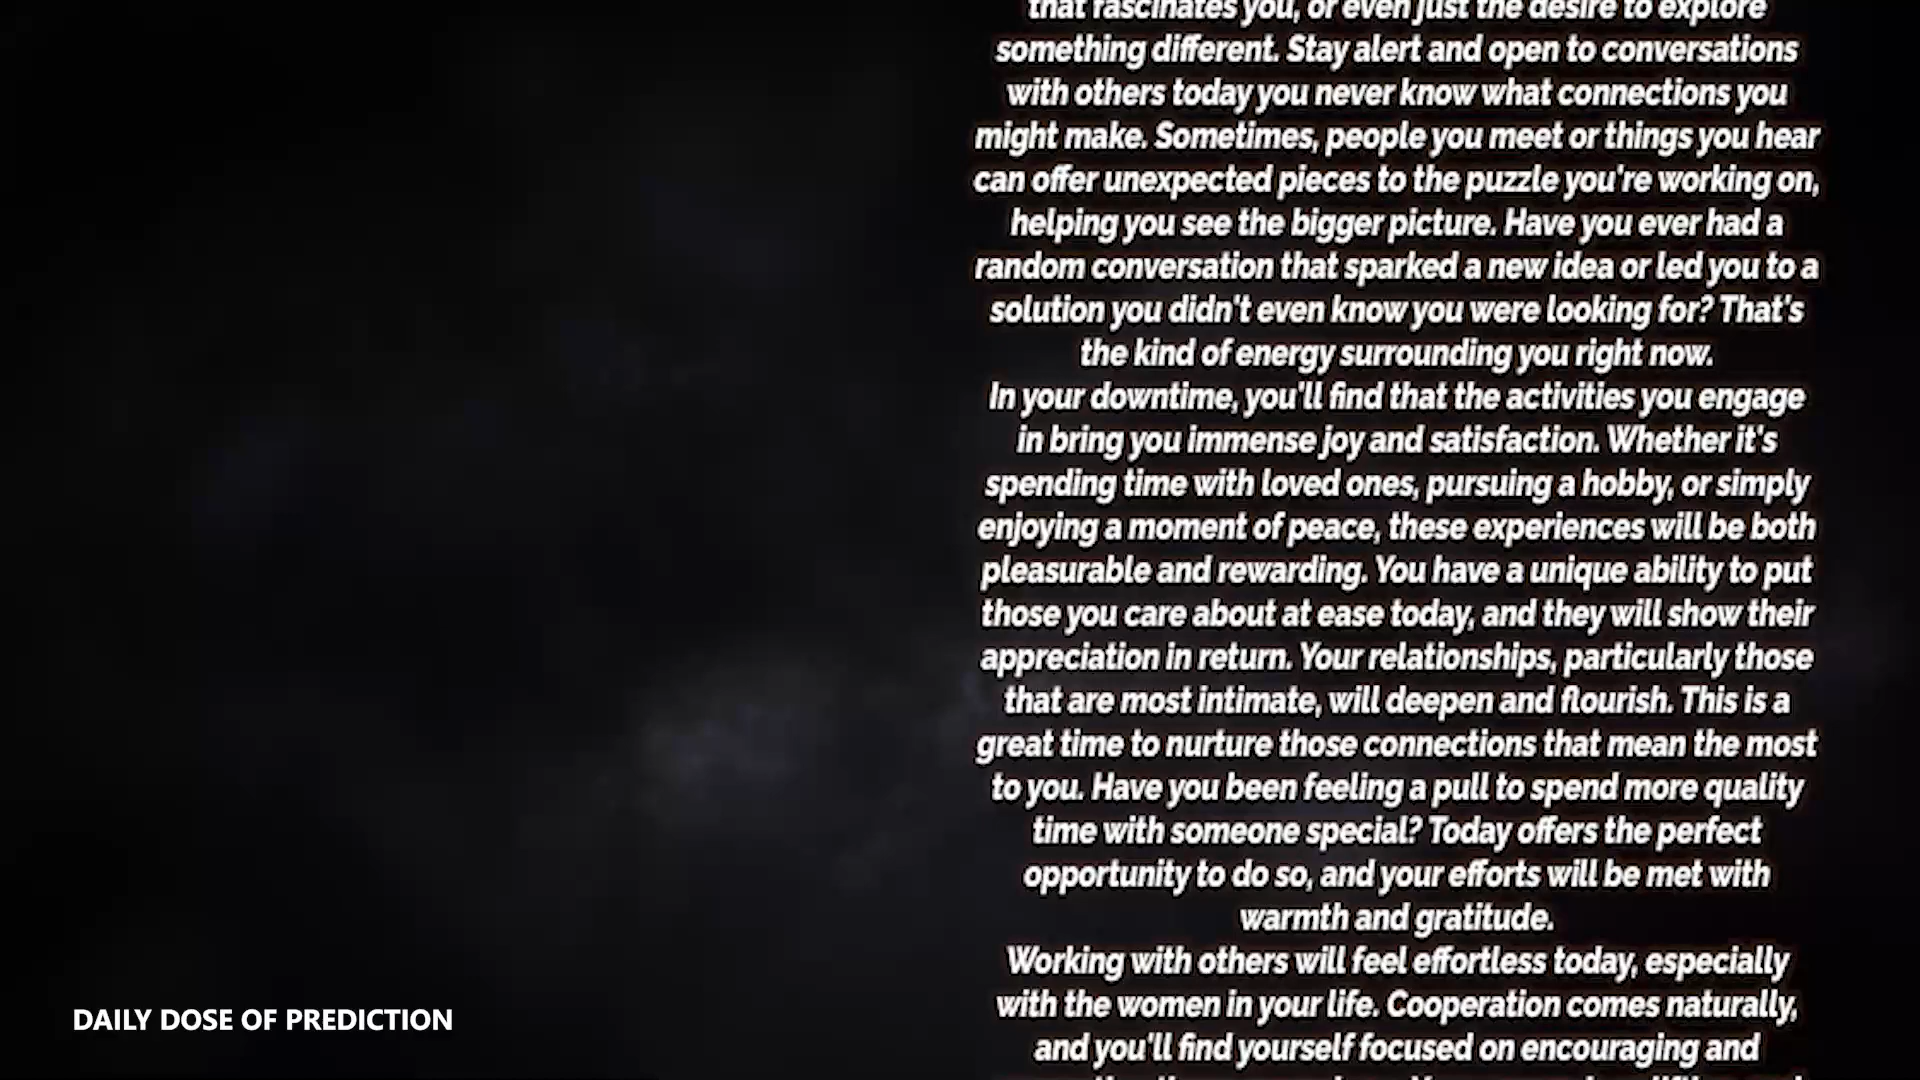 that fascinates you, or even just the desire to explore
something different. Stay alert and open to conversations
with others today you never know what connections you
might make. Sometimes, people you meet or things you hear
can offer unexpected pieces to the puzzle you're working on,
helping you see the bigger picture. Have you ever had a
random conversation that sparked a new idea or led you to a
solution you didn't even know you were looking for? That's
the kind of energy surrounding you right now.
In your downtime, you'll find that the activities you engage
in bring you immense joy and satisfaction. Whether it's
spending time with loved ones, pursuing a hobby, or simply
enjoying a moment of peace, these experiences will be both
pleasurable and rewarding. You have a unique ability to put
those you care about at ease today, and they will show their
appreciation in return. Your relationships, particularly those
that are most intimate, will deepen and flourish. This is a
great time to nurture those connections that mean the most
to you. Have you been feeling a pull to spend more quality
time with someone special? Today offers the perfect
opportunity to do so, and your efforts will be met with
warmth and gratitude.
Working with others will feel effortless today, especially
with the women in your life. Cooperation comes naturally,
and you'll find yourself focused on encouraging and
DAILY DOSE OF PREDICTION